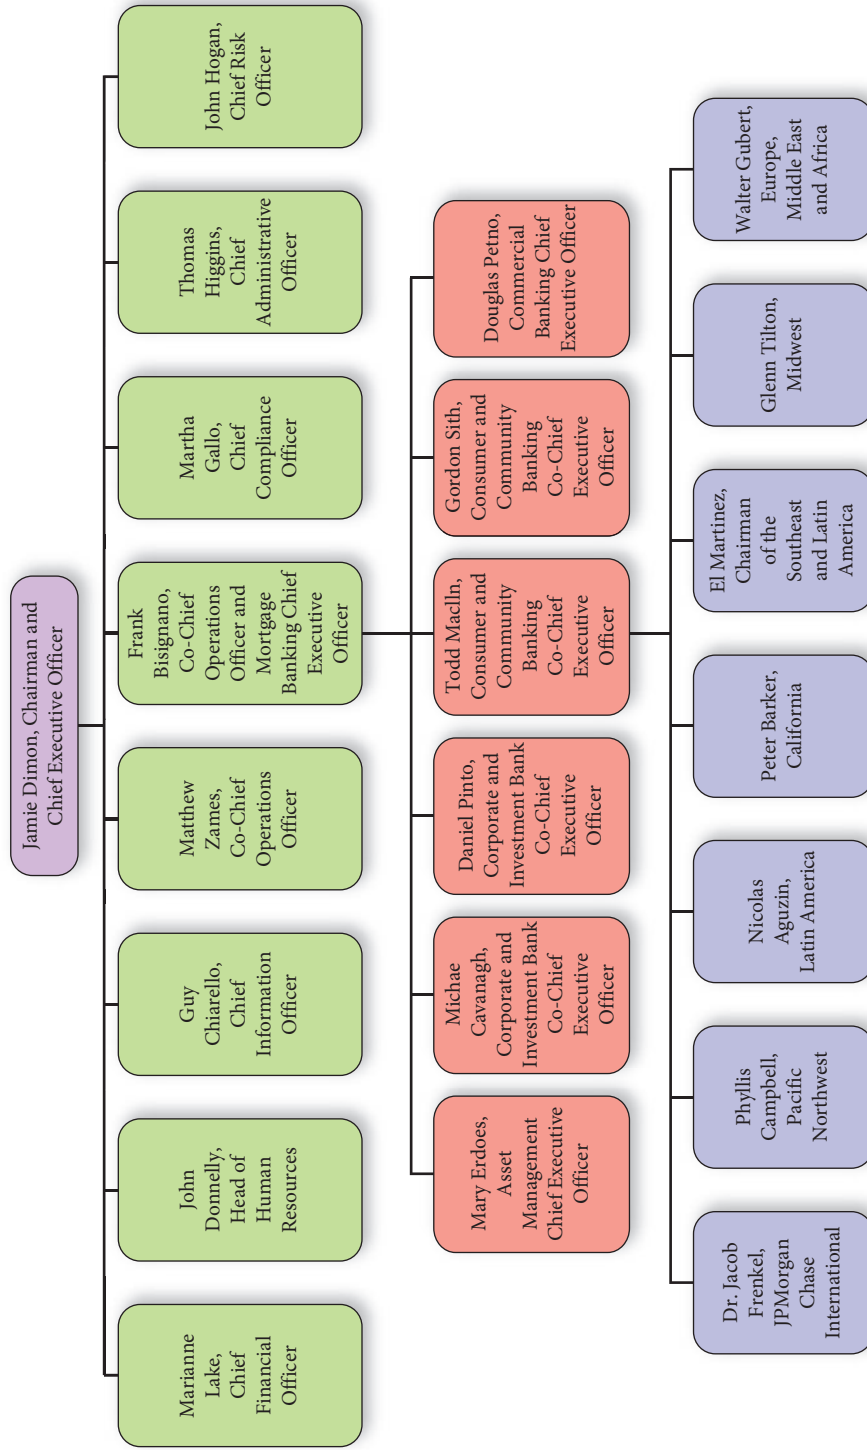 Jamie Dimon, Chairman and
Chief Executive Officer
Marianne
Lake,
Chief
Financial
Officer
John
Donnelly,
Head of
Human
Resources
Guy
Chiarello,
Chief
Information
Officer
Matthew
Zames,
Co-Chief
Operations
Officer
Frank
Bisignano,
Co-Chief
Operations
Officer and
Mortgage
Banking Chief
Executive
Officer
Martha
Gallo,
Chief
Compliance
Officer
Thomas
Higgins,
Chief
Administrative
Officer
John Hogan,
Chief Risk
Officer
Mary Erdoes,
Asset
Management
Chief Executive
Officer
Michae
Cavanagh,
Corporate and
Investment Bank
Co-Chief
Executive
Officer
Daniel Pinto,
Corporate and
Investment Bank
Co-Chief
Executive
Officer
Todd Maclln,
Consumer and
Community
Banking
Co-Chief
Executive
Officer
Gordon Sith,
Consumer and
Community
Banking
Co-Chief
Executive
Officer
Douglas Petno,
Commercial
Banking Chief
Executive Officer
Dr. Jacob
Frenkel,
JPMorgan
Chase
International
Phyllis
Campbell,
Pacific
Northwest
Nicolas
Aguzin,
Latin America
Peter Barker,
California
El Martinez,
Chairman
of the
Southeast
and Latin
America
Glenn Tilton,
Midwest
Walter Gubert,
Europe,
Middle East
and Africa